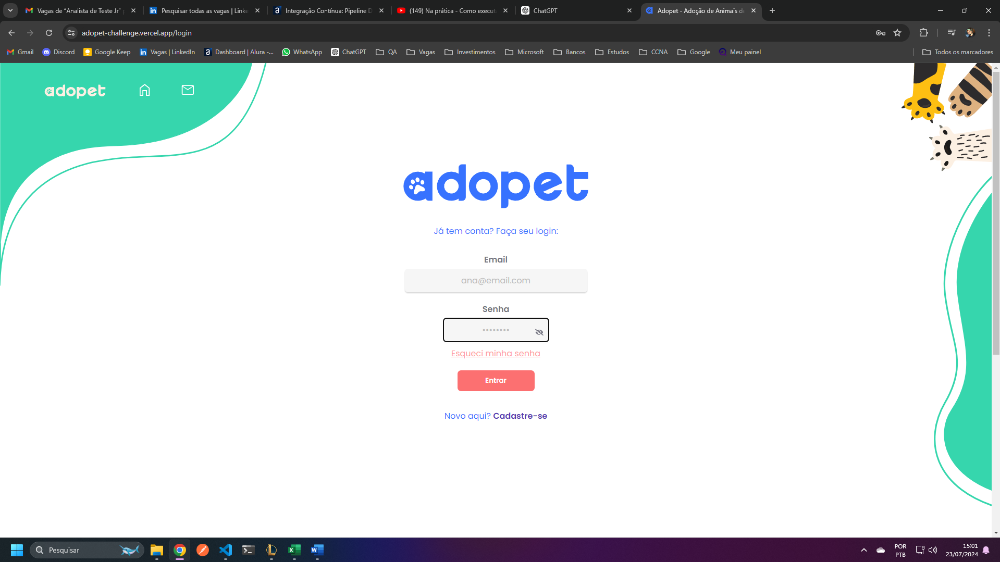 Vagas de “Analista de Teste Jr”
Pesquisar todas as vagas | Linke
Integração Contínua: Pipeline D
(149) Na prática - Como execut
ChatGPT
Adopet - Adoção de Animais de
adopet-challenge.vercel.app/login
Gmail
Discord
Google Keep
Vagas | LinkedIn
Dashboard | Alura -...
WhatsApp
ChatGPT
QA
Vagas
Investimentos
Microsoft
Bancos
Estudos
CCNA
Google
Meu painel
Todos os marcadores
adopet
adopet
Já tem conta? Faça seu login:
Email
ana@email.com
Senha
••••••••
Esqueci minha senha
Entrar
Novo aqui? Cadastre-se
Pesquisar
POR
PTB
15:01
23/07/2024